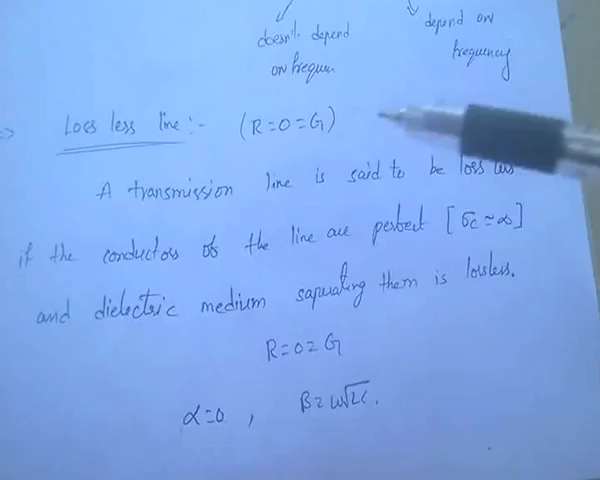 doesn't depend
on frequen
depend on
frequency
=> Loss less line :- (R=0=G)
A transmission line is said to be loss less
if the conductors of the line are perfect [σc ≃ ∞]
and dielectric medium saperating them is lossless.
R=0=G
α=0 , β=ω√LC.